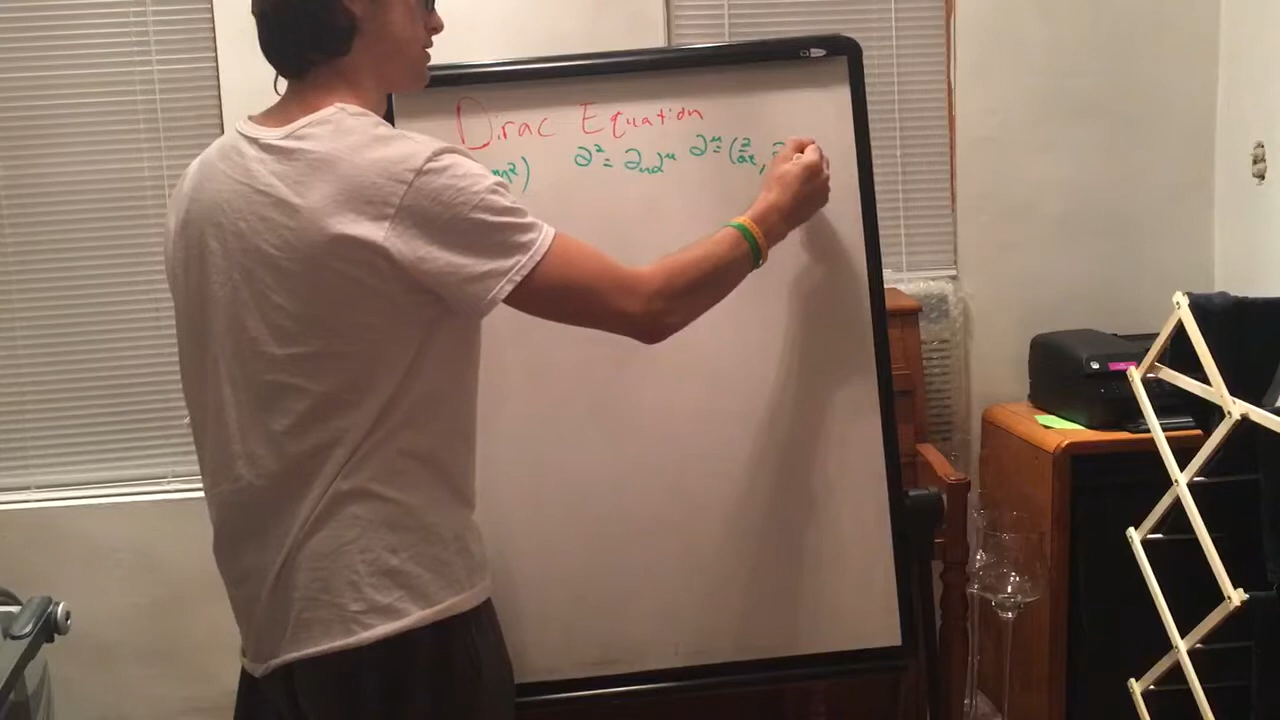 Dirac Equation
m²) ∂² = ∂ᵤ∂ᵘ ∂ᵘ = (∂/∂t, ∂